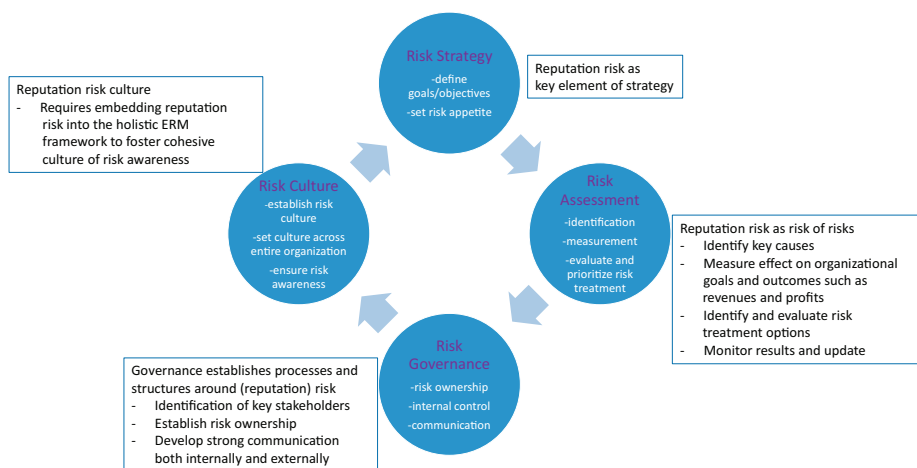 Risk Strategy
-define
goals/objectives
-set risk appetite
Reputation risk as
key element of strategy
Risk
Assessment
-identification
-measurement
-evaluate and
prioritize risk
treatment
Reputation risk as risk of risks
- Identify key causes
- Measure effect on organizational
goals and outcomes such as
revenues and profits
- Identify and evaluate risk
treatment options
- Monitor results and update
Risk
Governance
-risk ownership
-internal control
-communication
Governance establishes processes and
structures around (reputation) risk
- Identification of key stakeholders
- Establish risk ownership
- Develop strong communication
both internally and externally
Risk Culture
-establish risk
culture
-set culture across
entire organization
-ensure risk
awareness
Reputation risk culture
- Requires embedding reputation
risk into the holistic ERM
framework to foster cohesive
culture of risk awareness